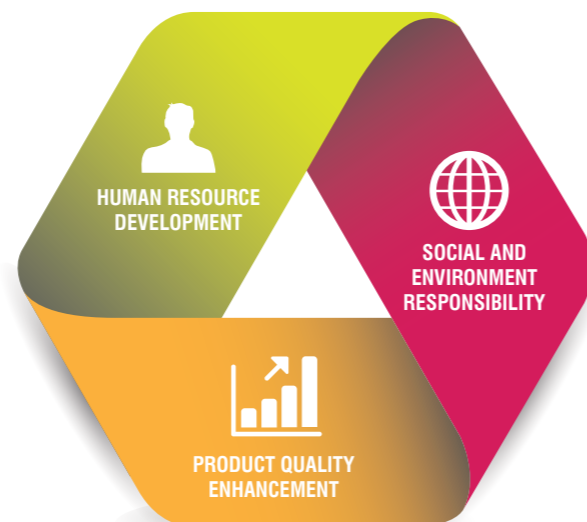 HUMAN RESOURCE
DEVELOPMENT
SOCIAL AND
ENVIRONMENT
RESPONSIBILITY
PRODUCT QUALITY
ENHANCEMENT